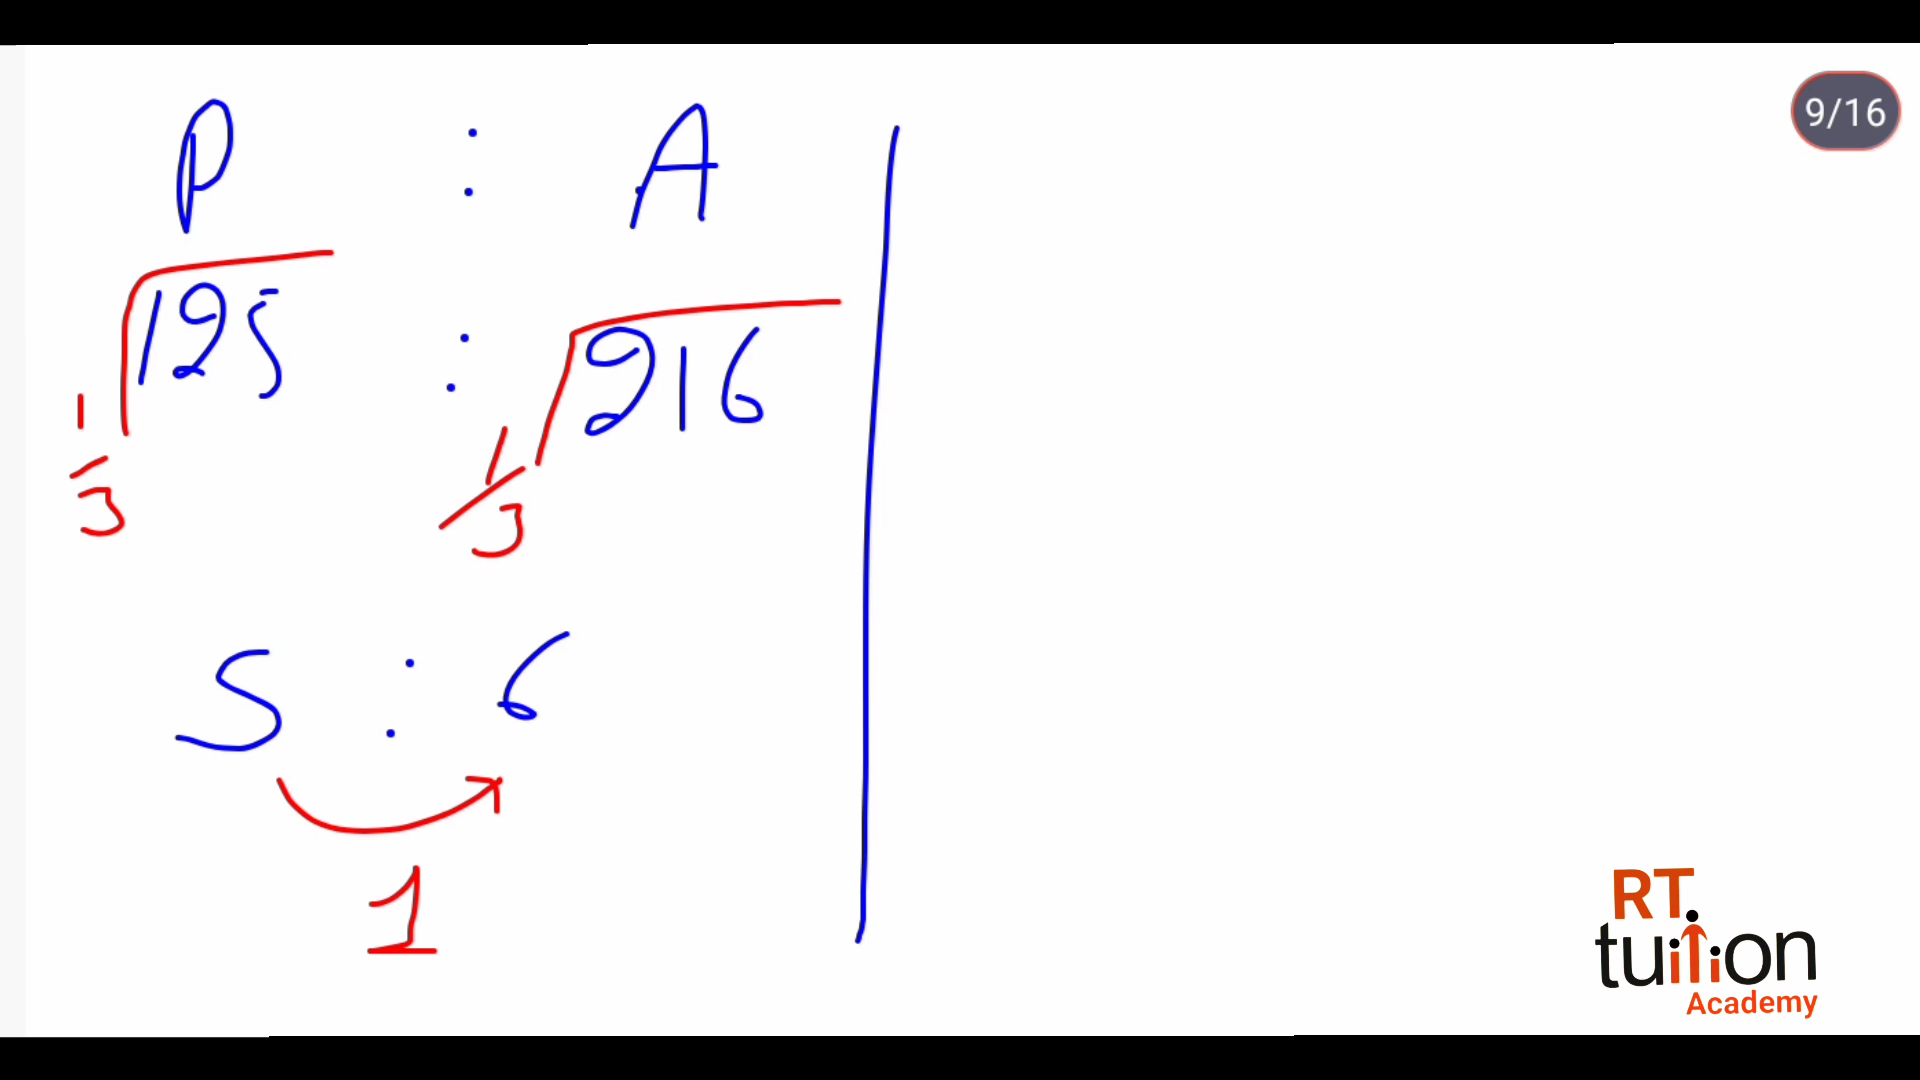 9/16
P : A
125 : 216
1/3 1/3
5 : 6
1
RT
tuition
Academy